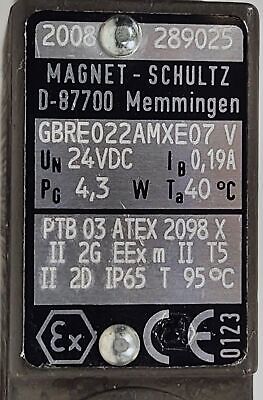 2008 289025
MAGNET - SCHULTZ
D-87700 Memmingen
GBRE022AMXE07 V
UN 24VDC IB 0,19A
PG 4,3 W Ta 40 °C
PTB 03 ATEX 2098 X
II 2G EEx m II T5
II 2D IP65 T 95°C
Ex CE 0123